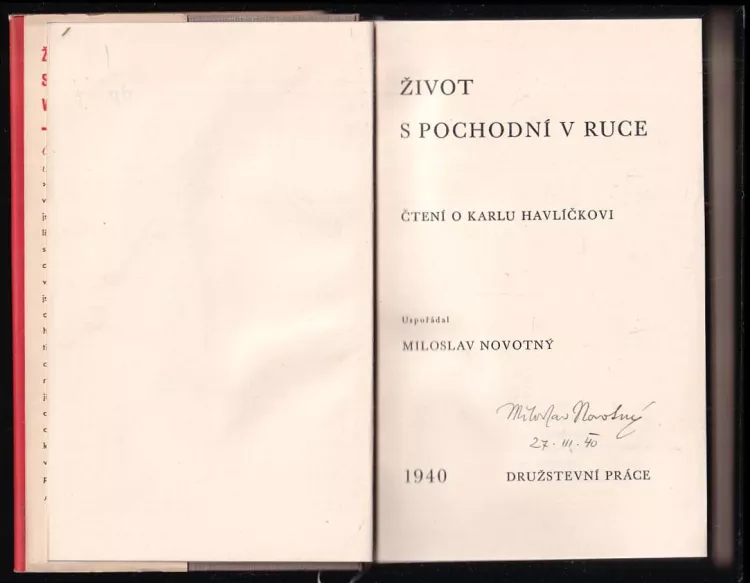 ŽIVOT
S POCHODNÍ V RUCE
ČTENÍ O KARLU HAVLÍČKOVI
Uspořádal
MILOSLAV NOVOTNÝ
Miloslav Novotný
27. III. 40
1940 DRUŽSTEVNÍ PRÁCE